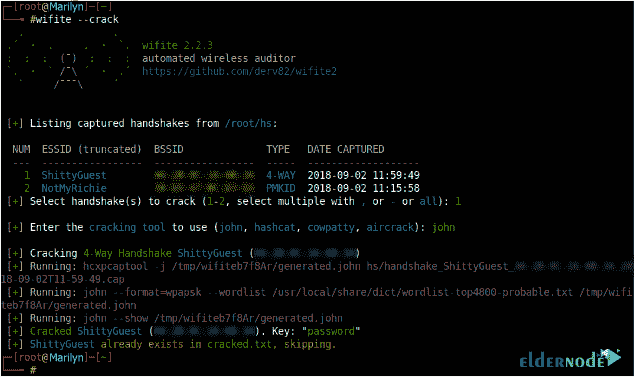 [root@Marilyn]-[~]
#wifite --crack
wifite 2.2.3
automated wireless auditor
https://github.com/derv82/wifite2
[+] Listing captured handshakes from /root/hs:
NUM ESSID (truncated) BSSID TYPE DATE CAPTURED
--- ----------------- ----------------- ----- -------------------
1 ShittyGuest 4-WAY 2018-09-02 11:59:49
2 NotMyRichie PMKID 2018-09-02 11:15:58
[+] Select handshake(s) to crack (1-2, select multiple with , or - or all): 1
[+] Enter the cracking tool to use (john, hashcat, cowpatty, aircrack): john
[+] Cracking 4-Way Handshake ShittyGuest ( )
[+] Running: hcxpcaptool -j /tmp/wifiteb7f8Ar/generated.john hs/handshake_ShittyGuest_
18-09-02T11-59-49.cap
[+] Running: john --format=wpapsk --wordlist /usr/local/share/dict/wordlist-top4800-probable.txt /tmp/wifi
teb7f8Ar/generated.john
[+] Running: john --show /tmp/wifiteb7f8Ar/generated.john
[+] Cracked ShittyGuest ( ). Key: "password"
[+] ShittyGuest already exists in cracked.txt, skipping.
[root@Marilyn]-[~]
#
ELDERNODE